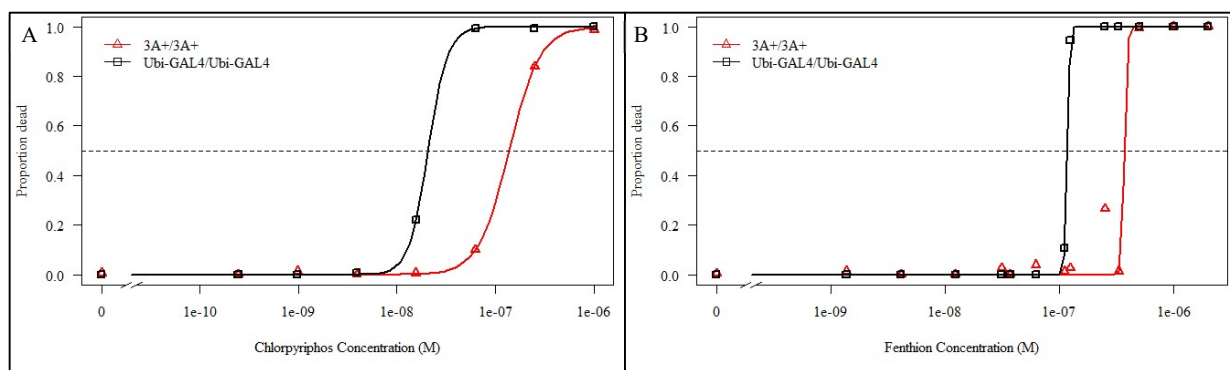 A
3A+/3A+
Ubi-GAL4/Ubi-GAL4
Proportion dead
1.0
0.8
0.6
0.4
0.2
0.0
0
1e-10
1e-09
1e-08
1e-07
1e-06
Chlorpyriphos Concentration (M)
B
3A+/3A+
Ubi-GAL4/Ubi-GAL4
Proportion dead
1.0
0.8
0.6
0.4
0.2
0.0
0
1e-09
1e-08
1e-07
1e-06
Fenthion Concentration (M)